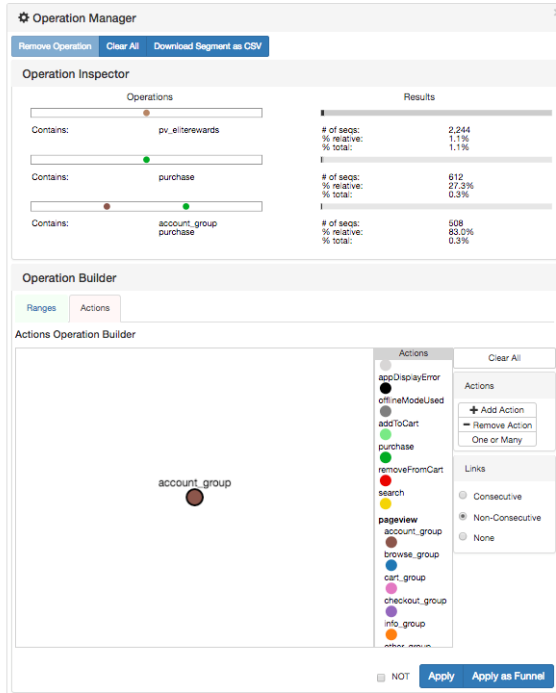 Operation Manager
Remove Operation Clear All Download Segment as CSV
Operation Inspector
Operations Results
Contains: pv_eliterewards # of seqs: 2,244
% relative: 1.1%
% total: 1.1%
Contains: purchase # of seqs: 612
% relative: 27.3%
% total: 0.3%
Contains: account_group # of seqs: 508
purchase % relative: 83.0%
% total: 0.3%
Operation Builder
Ranges Actions
Actions Operation Builder
Actions
appDisplayError
offlineModeUsed
addToCart
purchase
removeFromCart
search
pageview
account_group
browse_group
cart_group
checkout_group
info_group
other_group
account_group
Clear All
Actions
+ Add Action
- Remove Action
One or Many
Links
Consecutive
Non-Consecutive
None
NOT Apply Apply as Funnel